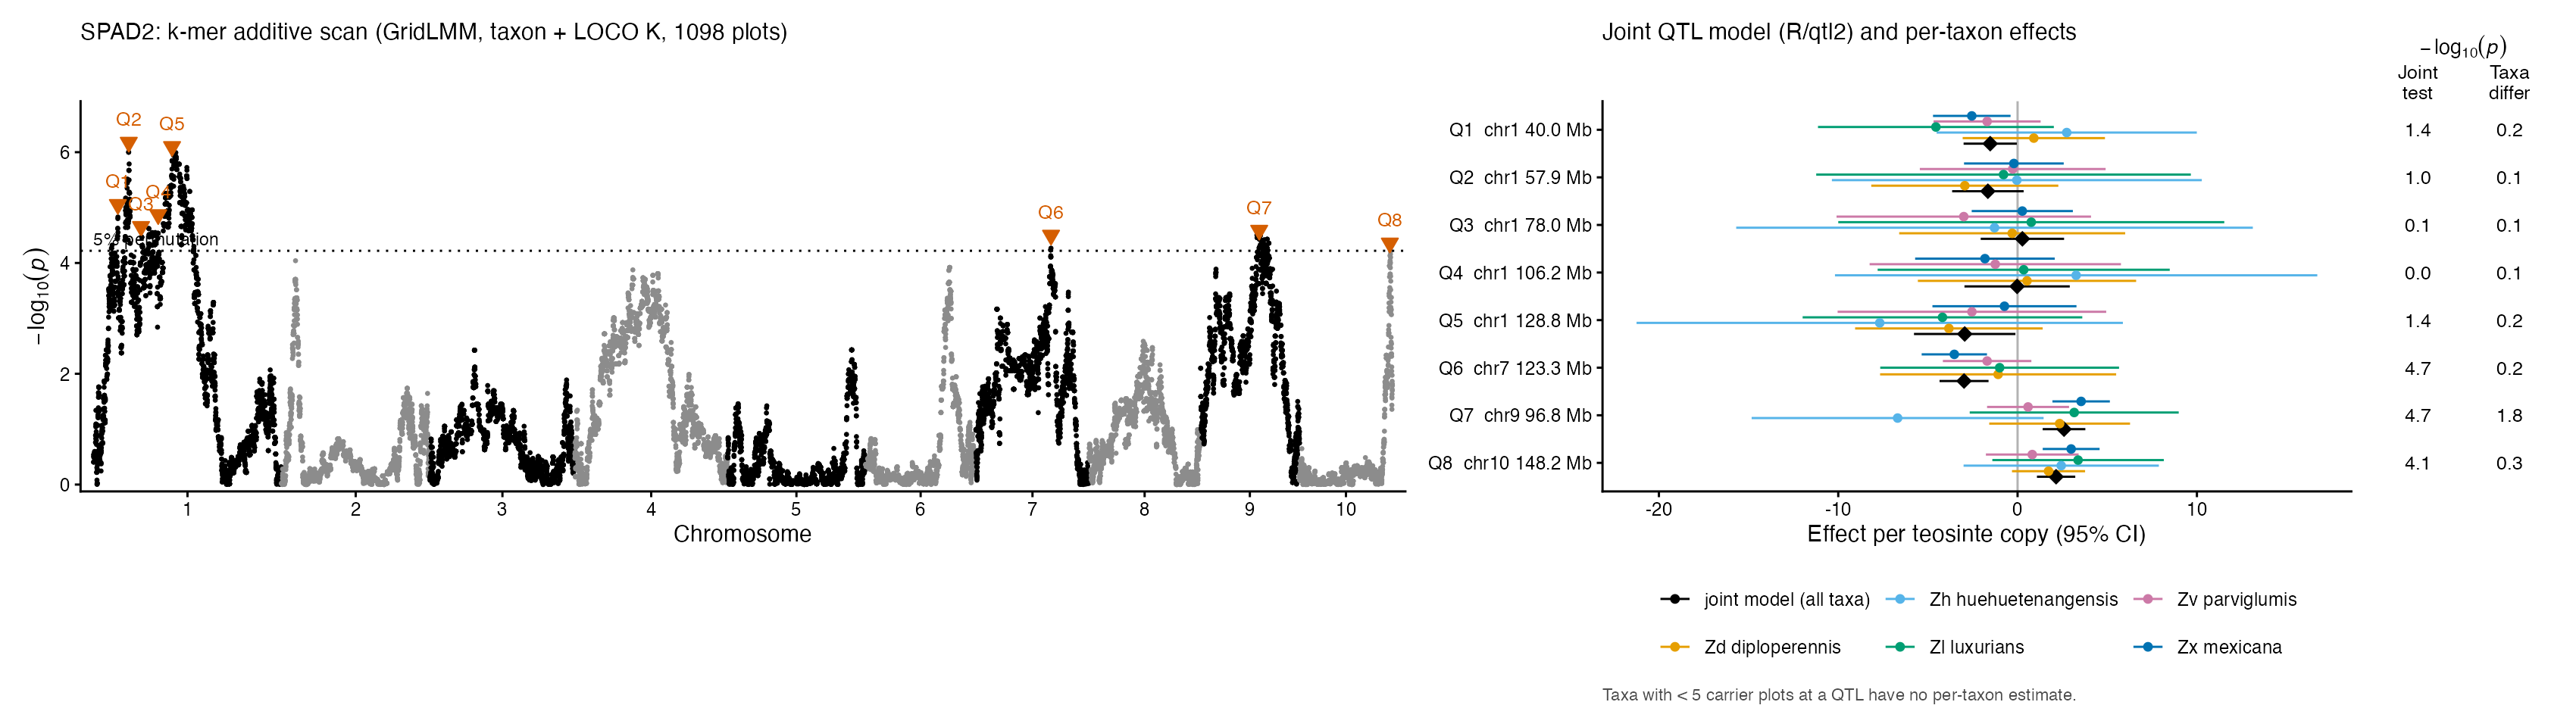 SPAD2: k-mer additive scan (GridLMM, taxon + LOCO K, 1098 plots)
−log10(p)
6
4
2
0
Q1
Q2
Q3
Q4
Q5
Q6
Q7
Q8
5% permutation
1 2 3 4 5 6 7 8 9 10
Chromosome
Joint QTL model (R/qtl2) and per-taxon effects
−log10(p)
Joint test
Taxa differ
Q1 chr1 40.0 Mb 1.4 0.2
Q2 chr1 57.9 Mb 1.0 0.1
Q3 chr1 78.0 Mb 0.1 0.1
Q4 chr1 106.2 Mb 0.0 0.1
Q5 chr1 128.8 Mb 1.4 0.2
Q6 chr7 123.3 Mb 4.7 0.2
Q7 chr9 96.8 Mb 4.7 1.8
Q8 chr10 148.2 Mb 4.1 0.3
-20 -10 0 10
Effect per teosinte copy (95% CI)
joint model (all taxa) Zh huehuetenangensis Zv parviglumis
Zd diploperennis Zl luxurians Zx mexicana
Taxa with < 5 carrier plots at a QTL have no per-taxon estimate.